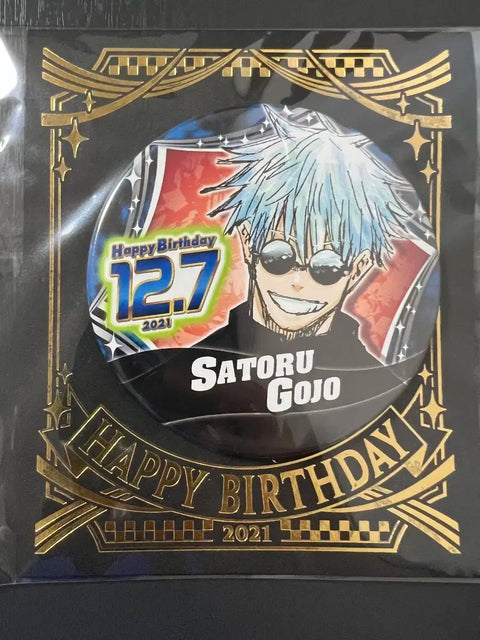 Happy Birthday
12.7
2021
SATORU
GOJO
HAPPY BIRTHDAY
2021